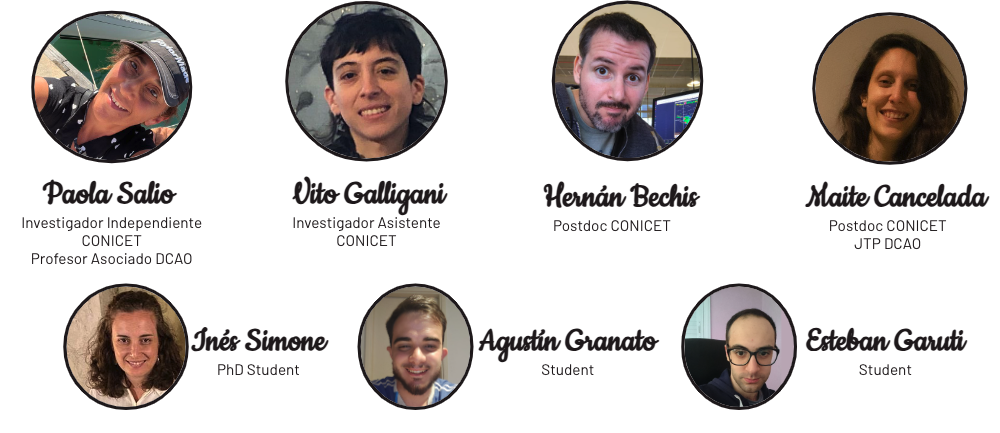 Paola Salio
Investigador Independiente
CONICET
Profesor Asociado DCAO
Vito Galligani
Investigador Asistente
CONICET
Hernán Bechis
Postdoc CONICET
Maite Cancelada
Postdoc CONICET
JTP DCAO
Inés Simone
PhD Student
Agustín Granato
Student
Esteban Garuti
Student